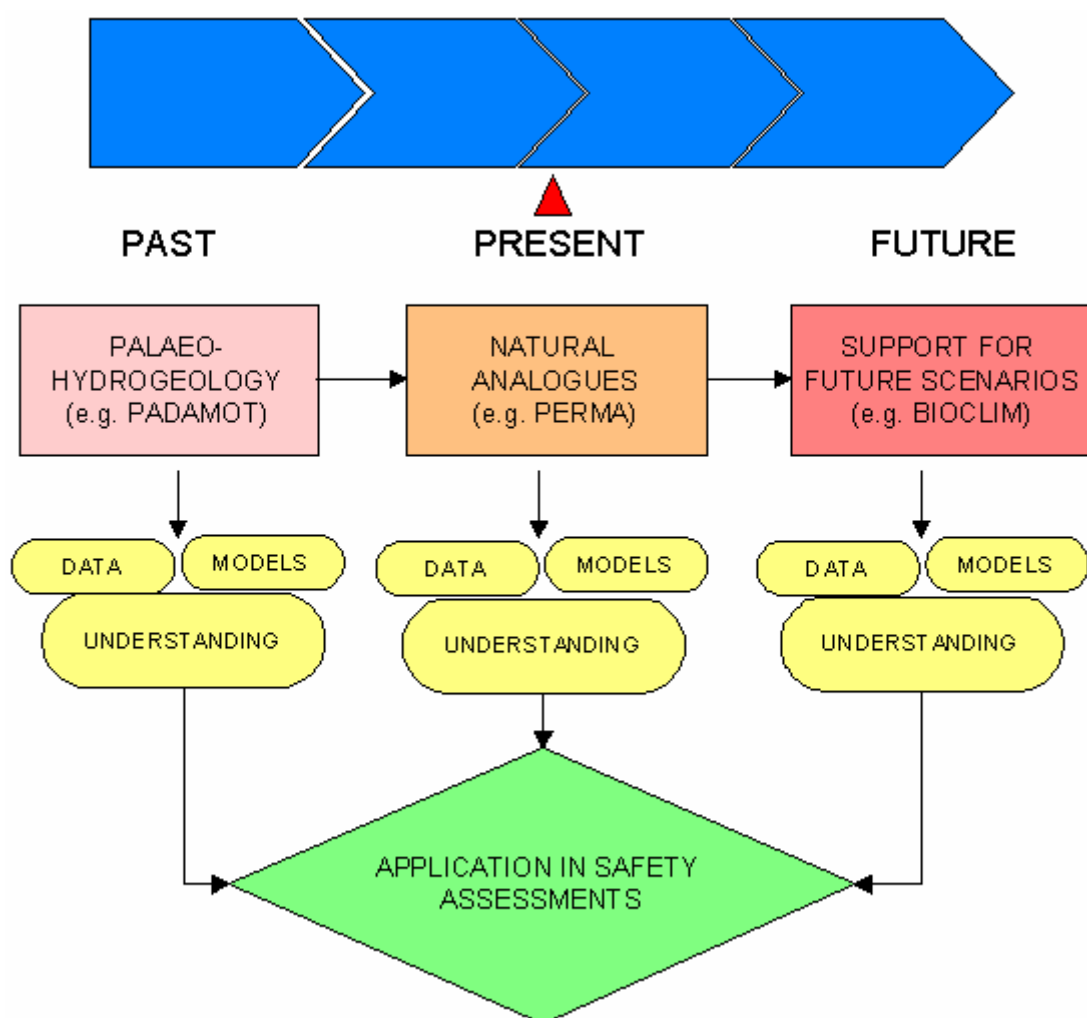 PAST
PRESENT
FUTURE
PALAEO-
HYDROGEOLOGY
(e.g. PADAMOT)
NATURAL
ANALOGUES
(e.g. PERMA)
SUPPORT FOR
FUTURE SCENARIOS
(e.g. BIOCLIM)
DATA
MODELS
UNDERSTANDING
DATA
MODELS
UNDERSTANDING
DATA
MODELS
UNDERSTANDING
APPLICATION IN SAFETY
ASSESSMENTS